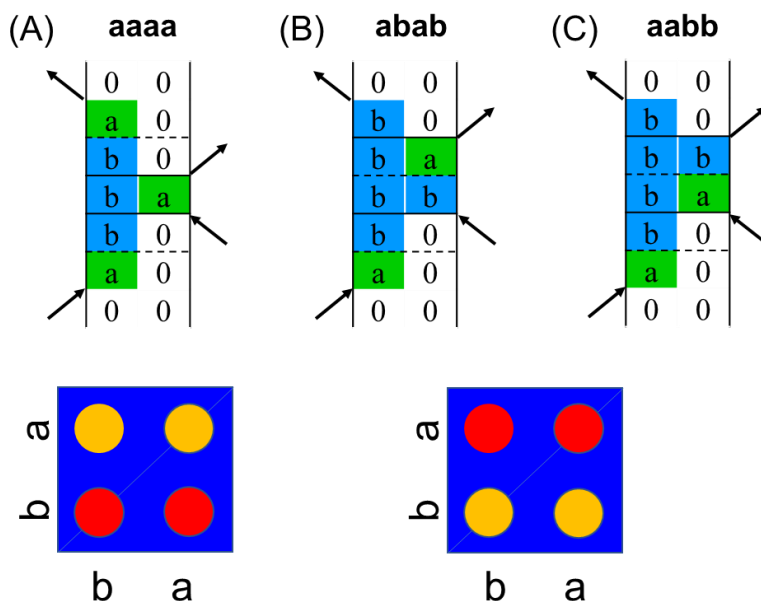 (A) aaaa (B) abab (C) aabb
0 0 0 0 0 0
a 0 b 0 b 0
b 0 b a b b
b a b b b a
b 0 b 0 b 0
a 0 a 0 a 0
0 0 0 0 0 0
a a
b b
b a b a